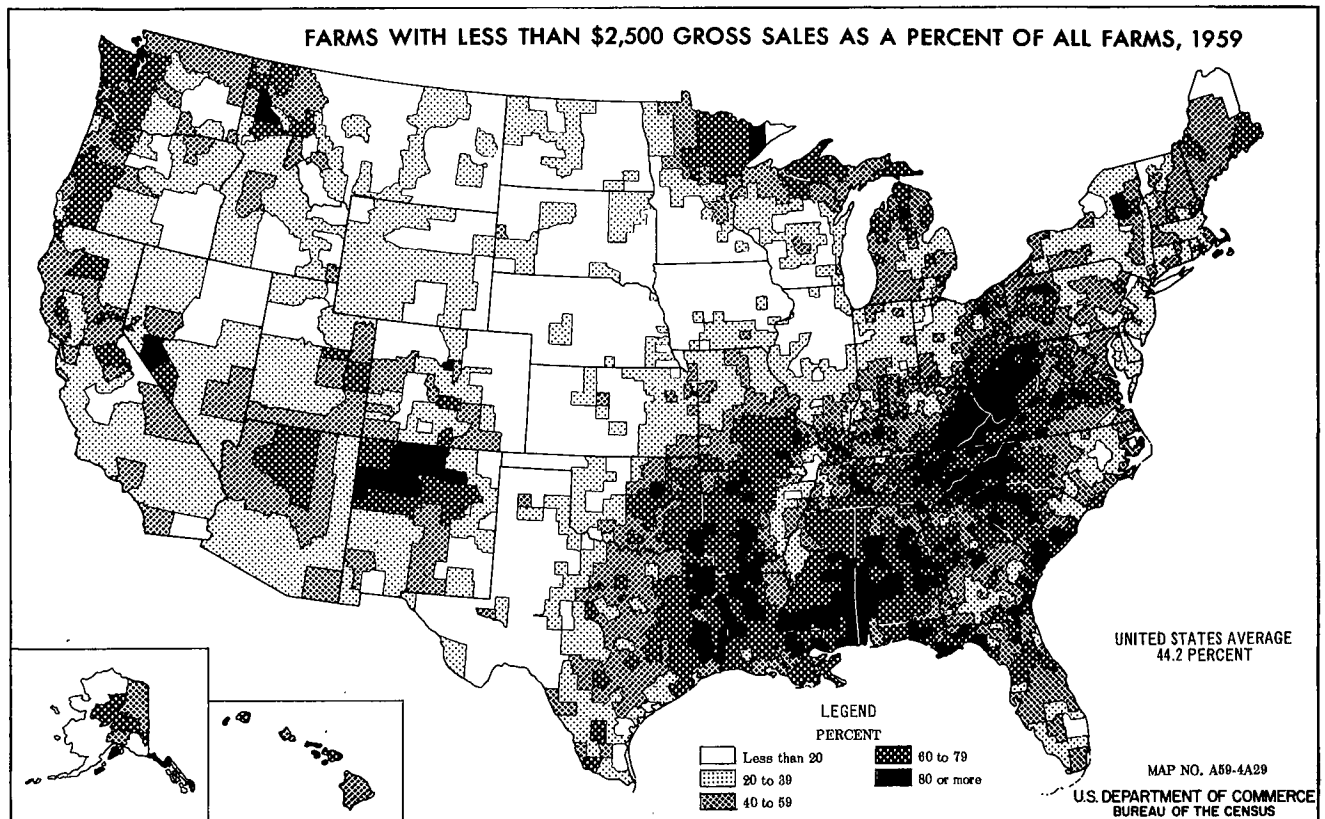 FARMS WITH LESS THAN $2,500 GROSS SALES AS A PERCENT OF ALL FARMS, 1959
UNITED STATES AVERAGE
44.2 PERCENT
LEGEND
PERCENT
Less than 20
20 to 39
40 to 59
60 to 79
80 or more
MAP NO. A59-4A29
U.S. DEPARTMENT OF COMMERCE
BUREAU OF THE CENSUS